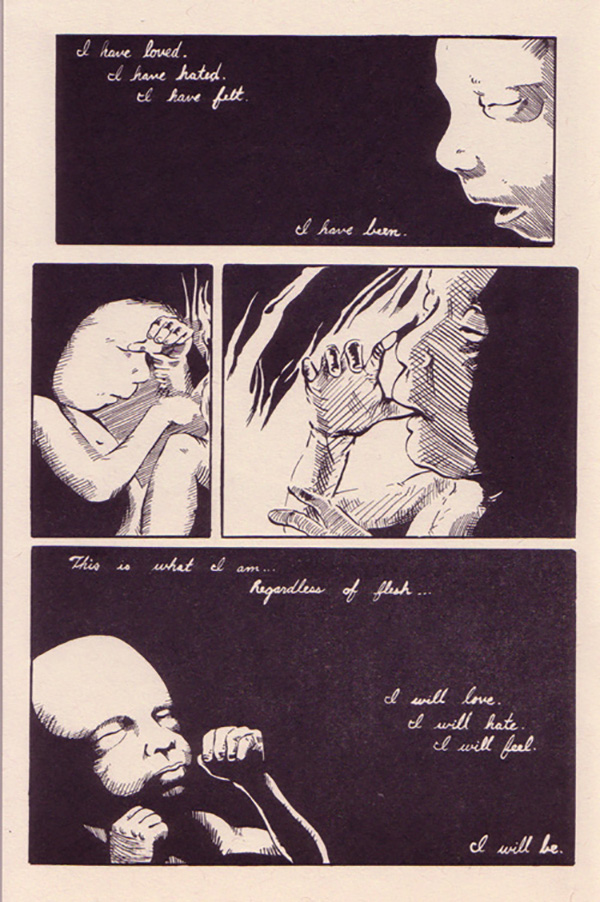 I have loved.
I have hated.
I have felt.
I have been.
This is what I am...
Regardless of flesh...
I will love.
I will hate.
I will feel.
I will be.